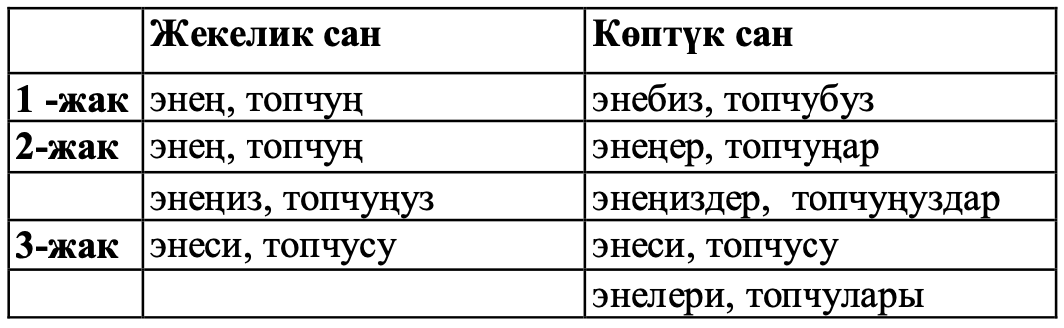 Жекелик сан Көптүк сан
1 -жак энең, топчуң энебиз, топчубуз
2-жак энең, топчуң энеңер, топчуңар
энеңиз, топчуңуз энеңиздер, топчуңуздар
3-жак энеси, топчусу энеси, топчусу
энелери, топчулары